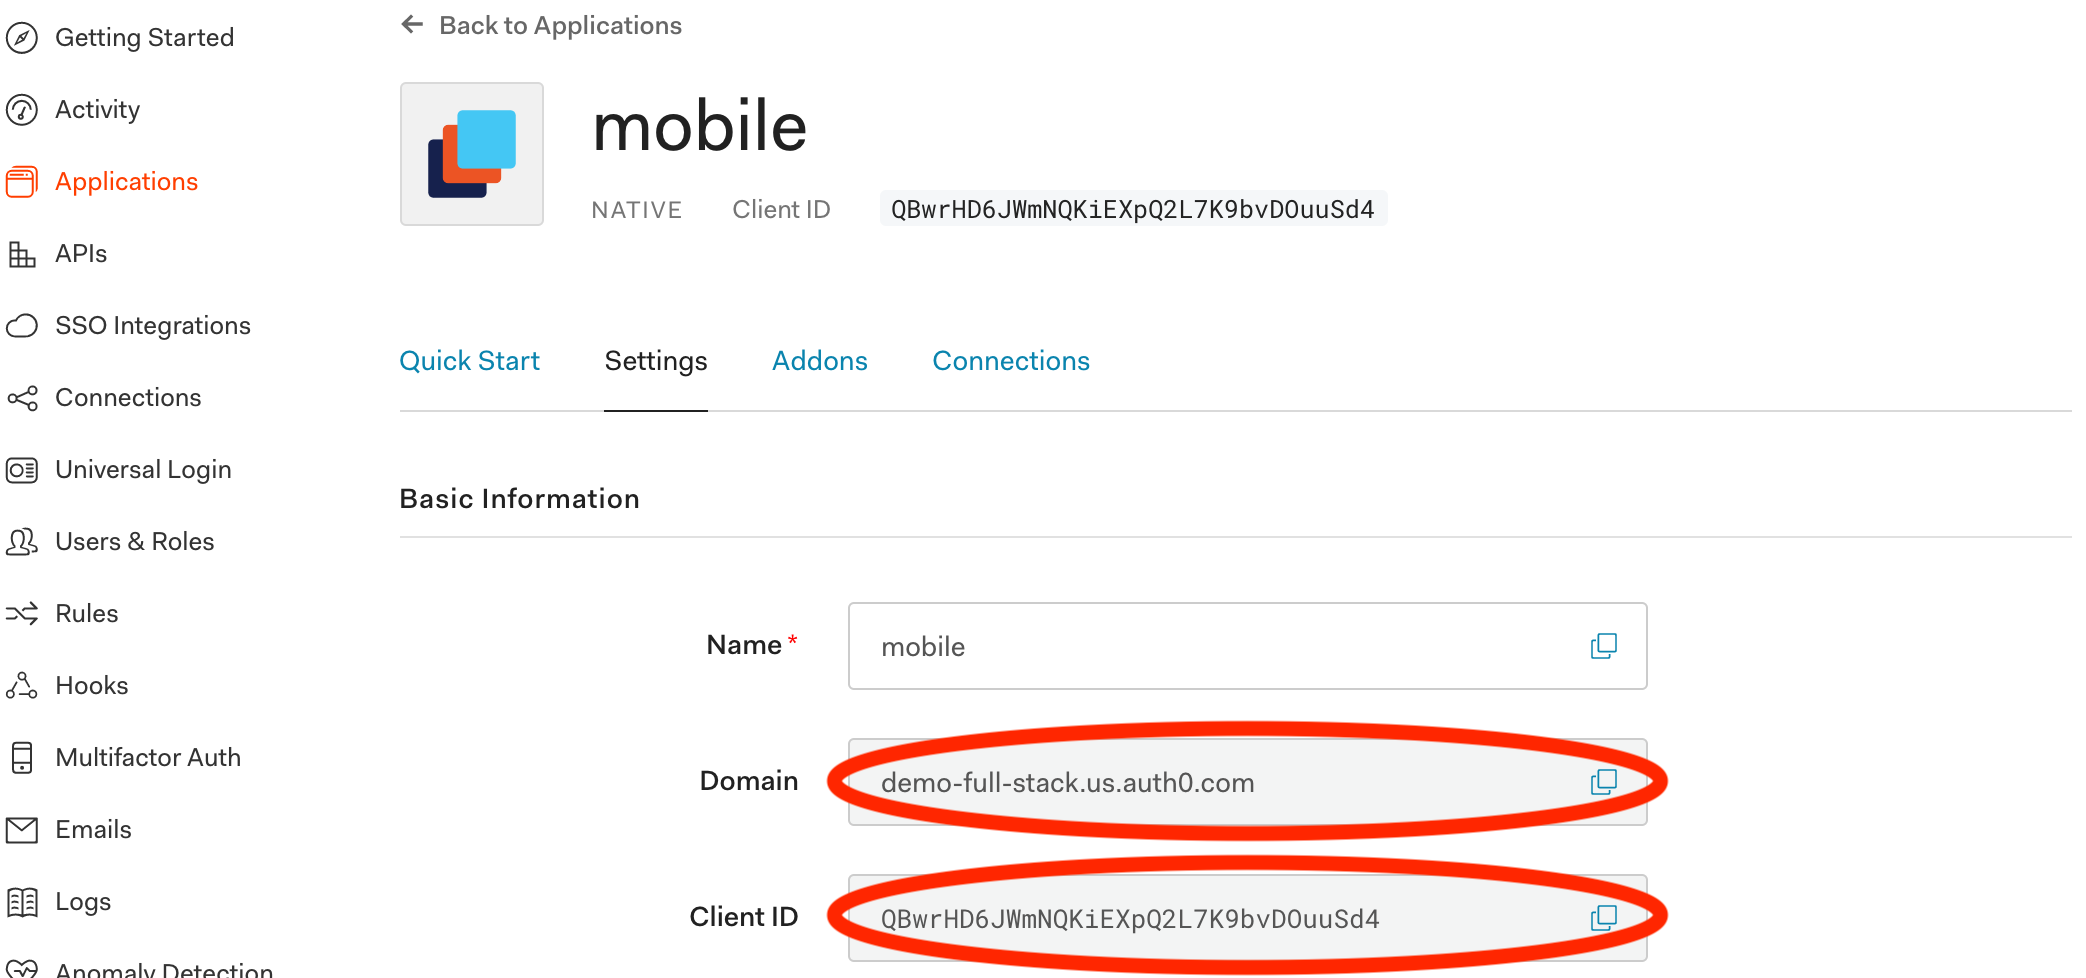 Getting Started
Activity
Applications
APIs
SSO Integrations
Connections
Universal Login
Users & Roles
Rules
Hooks
Multifactor Auth
Emails
Logs
Anomaly Detection
Back to Applications
mobile
NATIVE Client ID QBwrHD6JWmNQKiEXpQ2L7K9bvDOuuSd4
Quick Start Settings Addons Connections
Basic Information
Name * mobile
Domain demo-full-stack.us.auth0.com
Client ID QBwrHD6JWmNQKiEXpQ2L7K9bvDOuuSd4